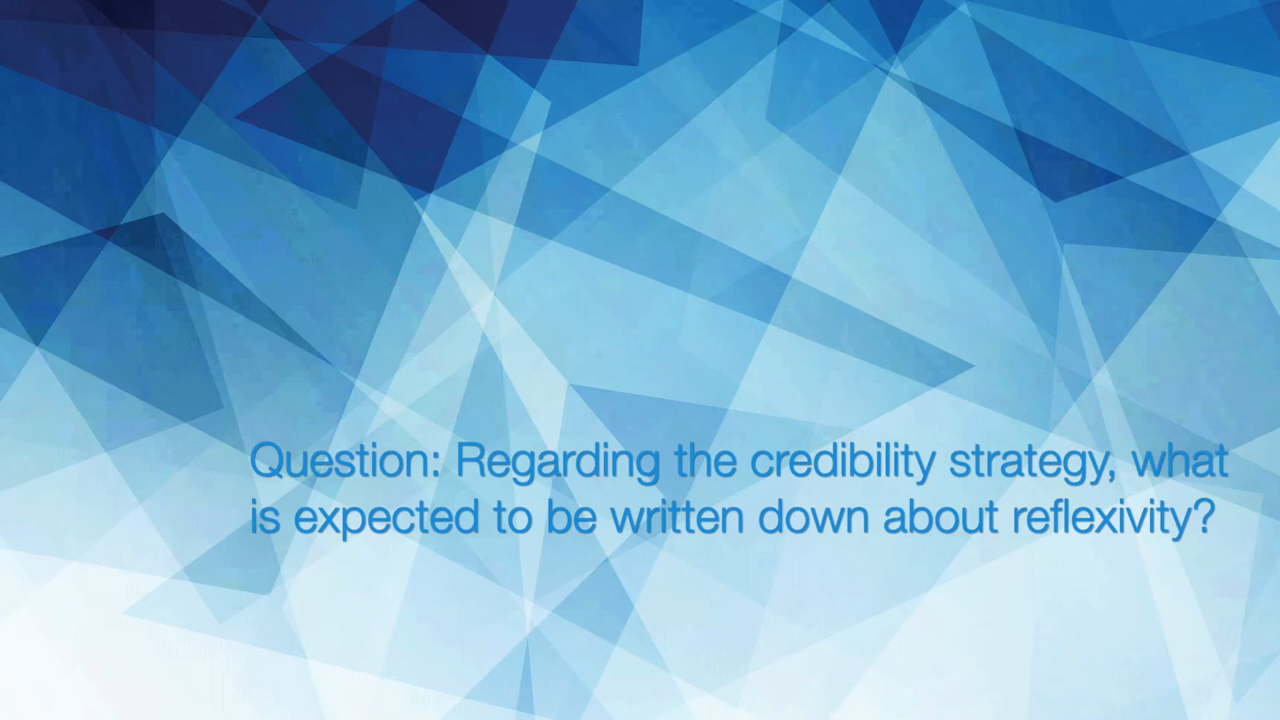 Question: Regarding the credibility strategy, what
is expected to be written down about reflexivity?